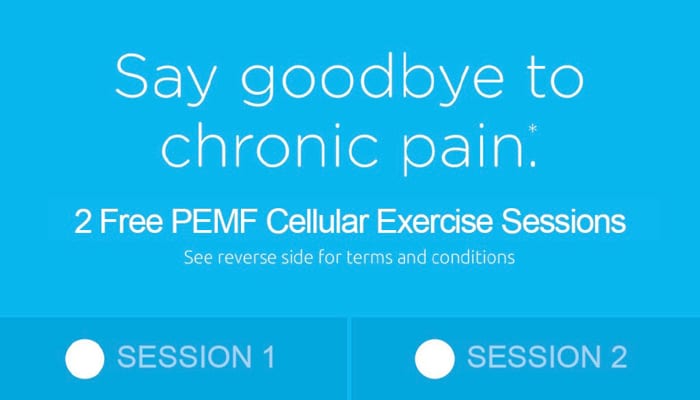 Say goodbye to
chronic pain.*
2 Free PEMF Cellular Exercise Sessions
See reverse side for terms and conditions
SESSION 1
SESSION 2